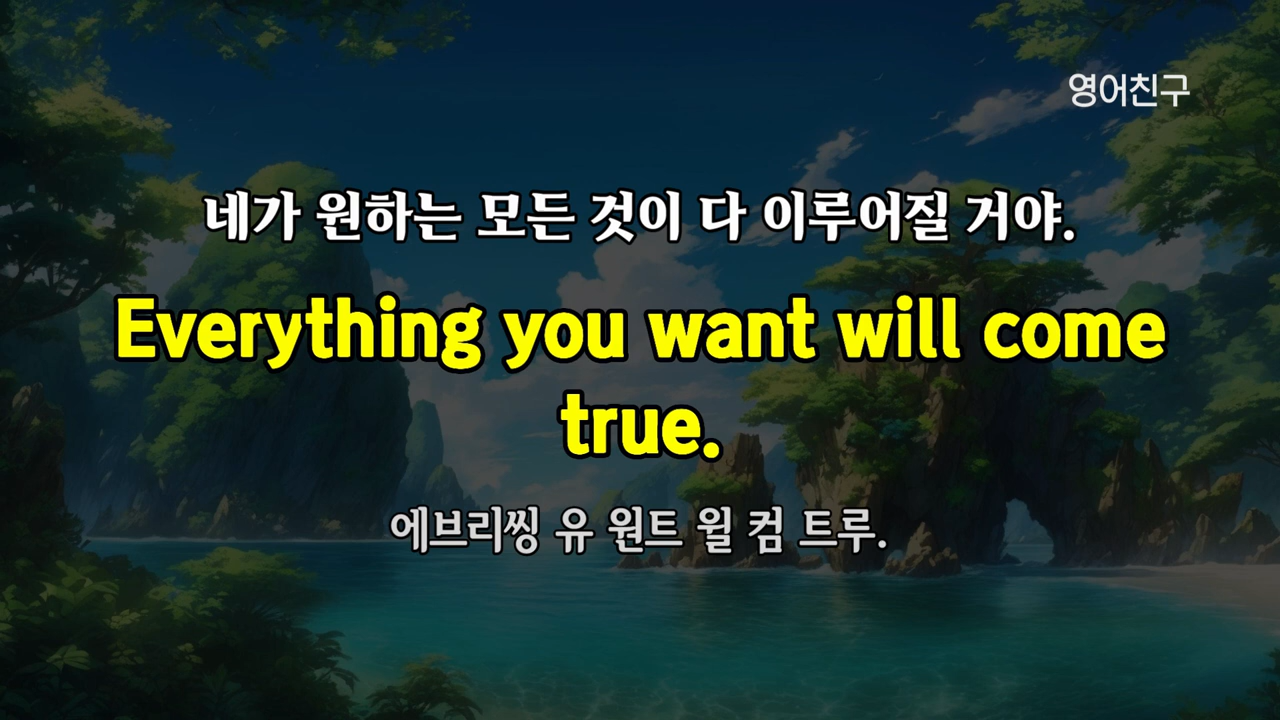 영어친구
네가 원하는 모든 것이 다 이루어질 거야.
Everything you want will come
true.
에브리씽 유 원트 윌 컴 트루.